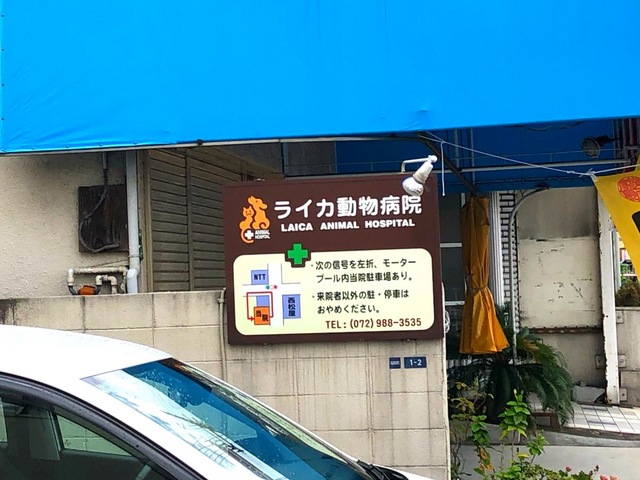 ライカ動物病院
LAICA ANIMAL HOSPITAL
ANIMAL
HOSPITAL
NTT
西松屋
当院
・次の信号を左折、モーター
プール内当院駐車場あり。
・来院者以外の駐・停車は
おやめください。
TEL: (072) 988-3535
1-2